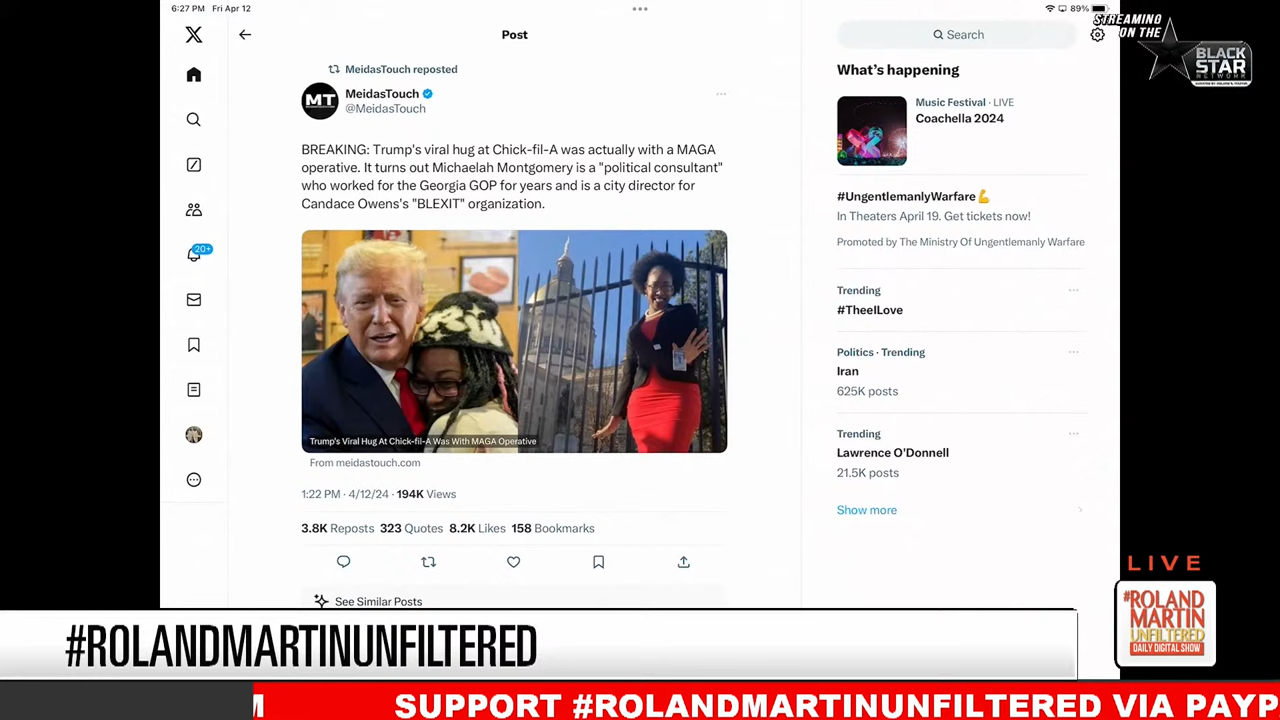 6:27 PM Fri Apr 12
89%
STREAMING
ON THE
BLACK
STAR
NETWORK
Post
Search
MeidasTouch reposted
MT
MeidasTouch
@MeidasTouch
BREAKING: Trump's viral hug at Chick-fil-A was actually with a MAGA
operative. It turns out Michaelah Montgomery is a "political consultant"
who worked for the Georgia GOP for years and is a city director for
Candace Owens's "BLEXIT" organization.
Trump's Viral Hug At Chick-fil-A Was With MAGA Operative
From meidastouch.com
1:22 PM · 4/12/24 · 194K Views
3.8K Reposts 323 Quotes 8.2K Likes 158 Bookmarks
See Similar Posts
20+
What's happening
Music Festival · LIVE
Coachella 2024
#UngentlemanlyWarfare💪
In Theaters April 19. Get tickets now!
Promoted by The Ministry Of Ungentlemanly Warfare
Trending
#TheeILove
Politics · Trending
Iran
625K posts
Trending
Lawrence O'Donnell
21.5K posts
Show more
LIVE
#ROLAND
MARTIN
UNFILTERED
DAILY DIGITAL SHOW
#ROLANDMARTINUNFILTERED
M SUPPORT #ROLANDMARTINUNFILTERED VIA PAYP